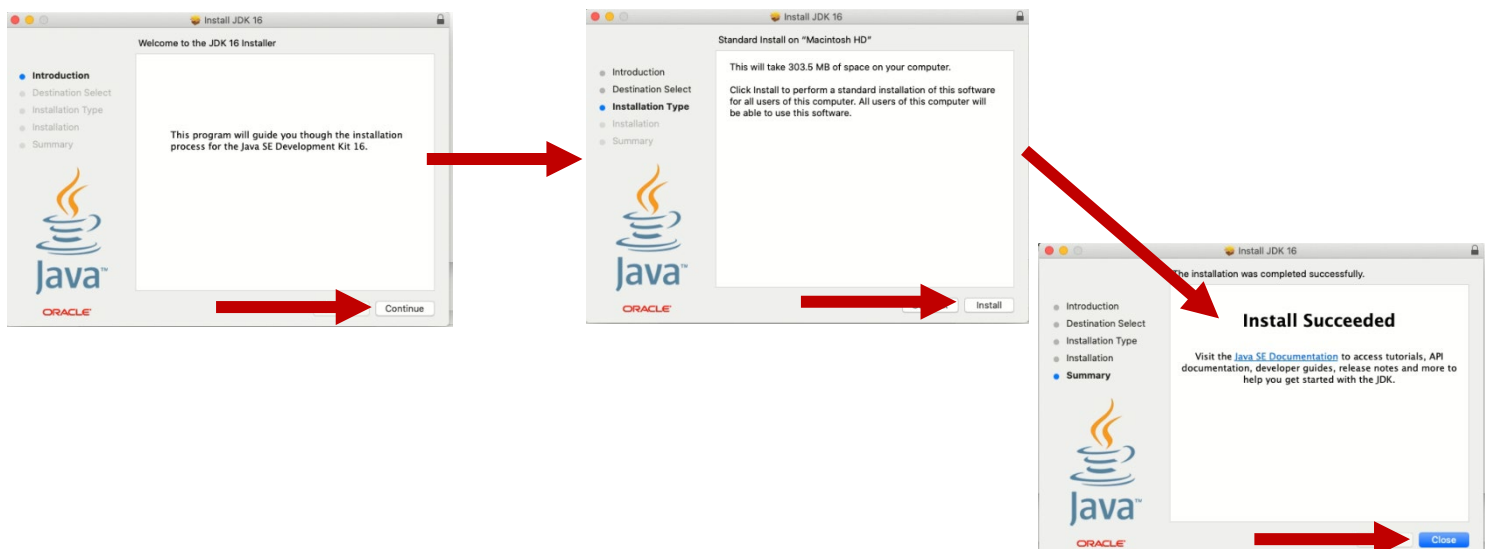 Install JDK 16
Welcome to the JDK 16 Installer
Introduction
Destination Select
Installation Type
Installation
Summary
This program will guide you though the installation
process for the Java SE Development Kit 16.
Java™
ORACLE
Continue
Install JDK 16
Standard Install on "Macintosh HD"
Introduction
Destination Select
Installation Type
Installation
Summary
This will take 303.5 MB of space on your computer.
Click Install to perform a standard installation of this software
for all users of this computer. All users of this computer will
be able to use this software.
Java™
ORACLE
Install
Install JDK 16
The installation was completed successfully.
Introduction
Destination Select
Installation Type
Installation
Summary
Install Succeeded
Visit the Java SE Documentation to access tutorials, API
documentation, developer guides, release notes and more to
help you get started with the JDK.
Java™
ORACLE
Close